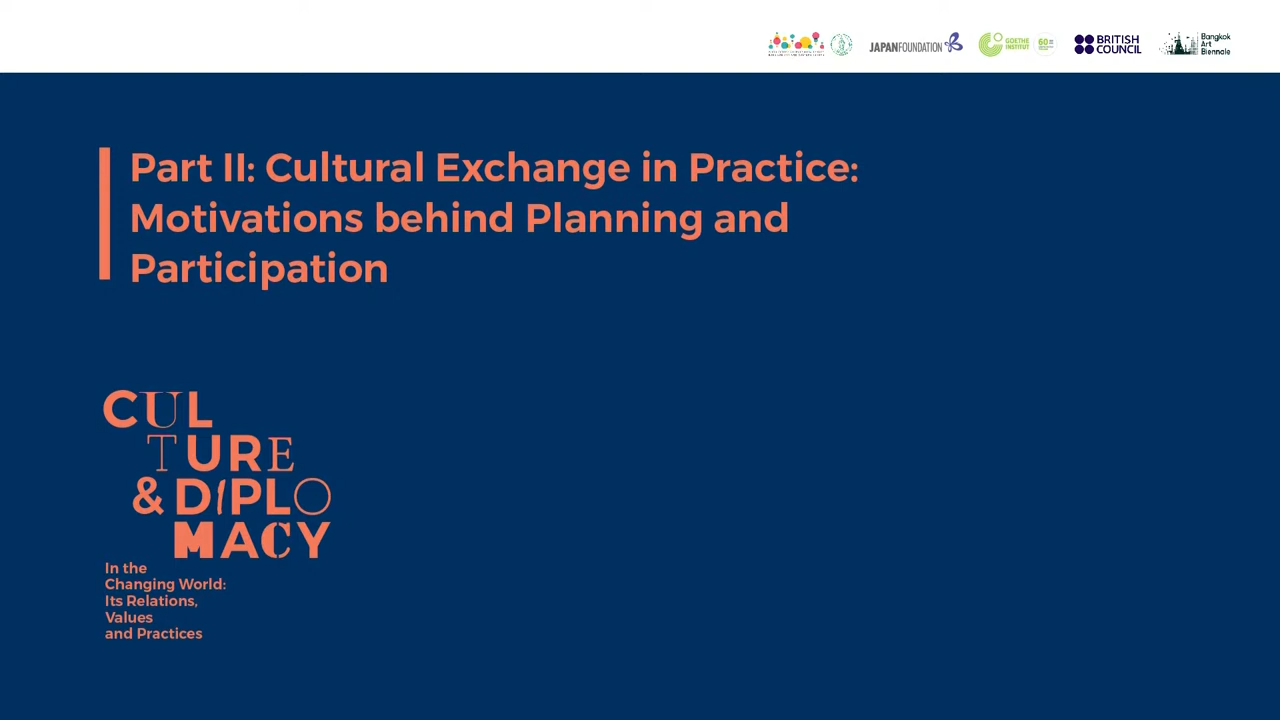 JAPANFOUNDATION
GOETHE
INSTITUT
60
BRITISH
COUNCIL
Bangkok
Art
Biennale
Part II: Cultural Exchange in Practice:
Motivations behind Planning and
Participation
CUL
TURE
& DIPLO
MACY
In the
Changing World:
Its Relations,
Values
and Practices